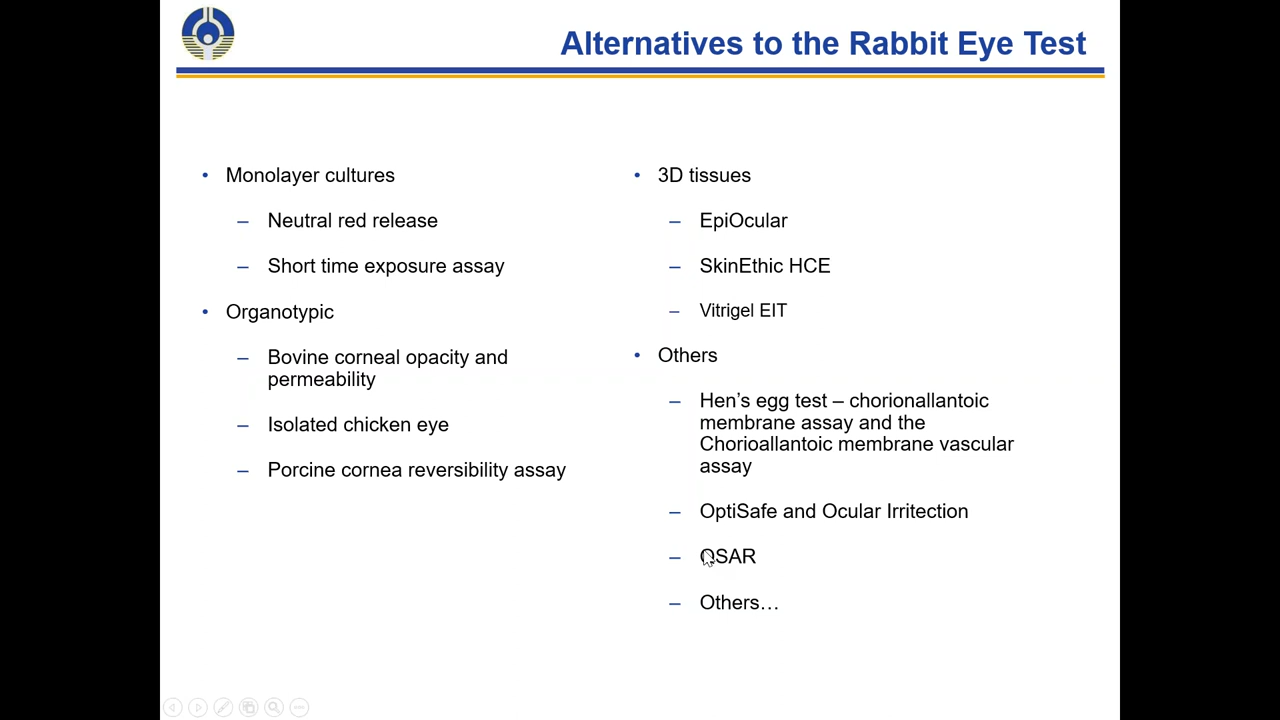 Alternatives to the Rabbit Eye Test
• Monolayer cultures
– Neutral red release
– Short time exposure assay
• Organotypic
– Bovine corneal opacity and
permeability
– Isolated chicken eye
– Porcine cornea reversibility assay
• 3D tissues
– EpiOcular
– SkinEthic HCE
– Vitrigel EIT
• Others
– Hen’s egg test – chorionallantoic
membrane assay and the
Chorioallantoic membrane vascular
assay
– OptiSafe and Ocular Irritection
– QSAR
– Others…